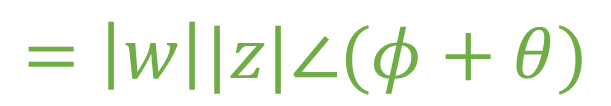 = |w||z|∠(ϕ + θ)